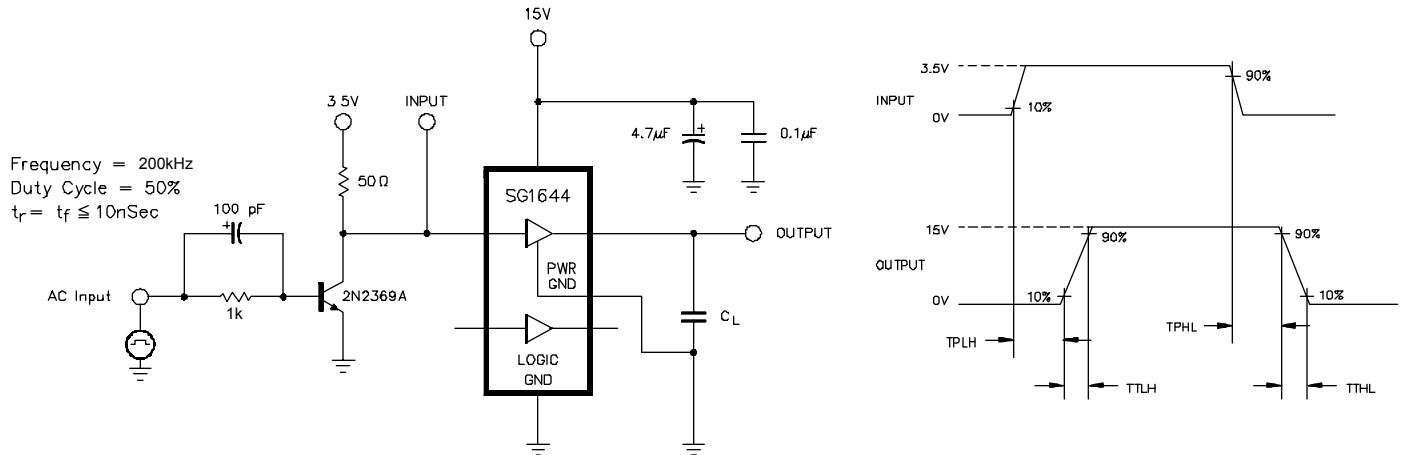 15V
3.5V
INPUT
4.7µF
+
0.1µF
Frequency = 200kHz
Duty Cycle = 50%
tr = tf ≦ 10nSec
50Ω
SG1644
100 pF
+
OUTPUT
PWR
GND
AC Input
1k
2N2369A
CL
LOGIC
GND
3.5V
INPUT
0V
10%
90%
15V
OUTPUT
0V
90%
10%
90%
10%
TPLH
TPHL
TTLH
TTHL